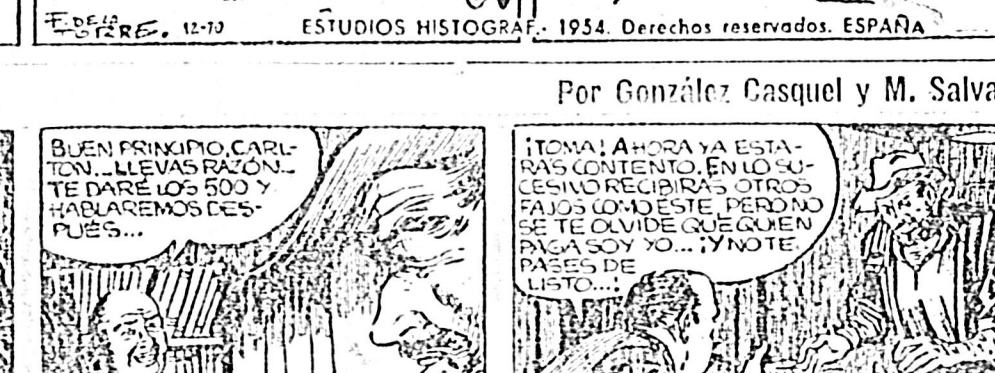 F. DE LA
TORRE. 12-70 ESTUDIOS HISTOGRAF.- 1954. Derechos reservados. ESPAÑA
Por González Casquel y M. Salva
BUEN PRINCIPIO, CARL-
TON... LLEVAS RAZÓN...
TE DARÉ LOS 500 Y
HABLAREMOS DES-
PUÉS...
¡TOMA! AHORA YA ESTA-
RÁS CONTENTO. EN LO SU-
CESIVO RECIBIRÁS OTROS
FAJOS COMO ESTE, PERO NO
SE TE OLVIDE QUE QUIEN
PAGA SOY YO... ¡Y NO TE
PASES DE
LISTO...!